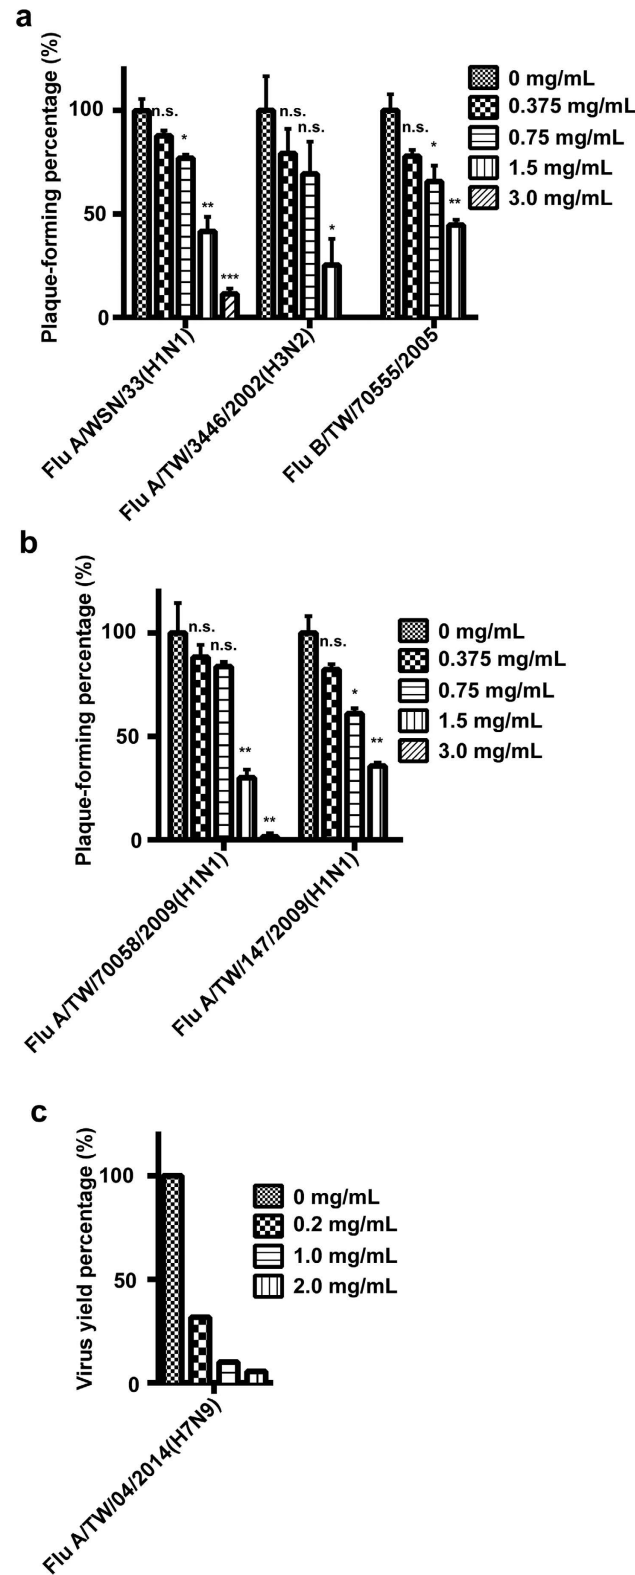 a
Plaque-forming percentage (%)
100
50
0
n.s.
*
**
***
n.s.
n.s.
*
n.s.
*
**
0 mg/mL
0.375 mg/mL
0.75 mg/mL
1.5 mg/mL
3.0 mg/mL
Flu A/WSN/33(H1N1)
Flu A/TW/3446/2002(H3N2)
Flu B/TW/70555/2005
b
Plaque-forming percentage (%)
100
50
0
n.s.
n.s.
**
**
n.s.
*
**
0 mg/mL
0.375 mg/mL
0.75 mg/mL
1.5 mg/mL
3.0 mg/mL
Flu A/TW/70058/2009(H1N1)
Flu A/TW/147/2009(H1N1)
c
Virus yield percentage (%)
100
50
0
0 mg/mL
0.2 mg/mL
1.0 mg/mL
2.0 mg/mL
Flu A/TW/04/2014(H7N9)